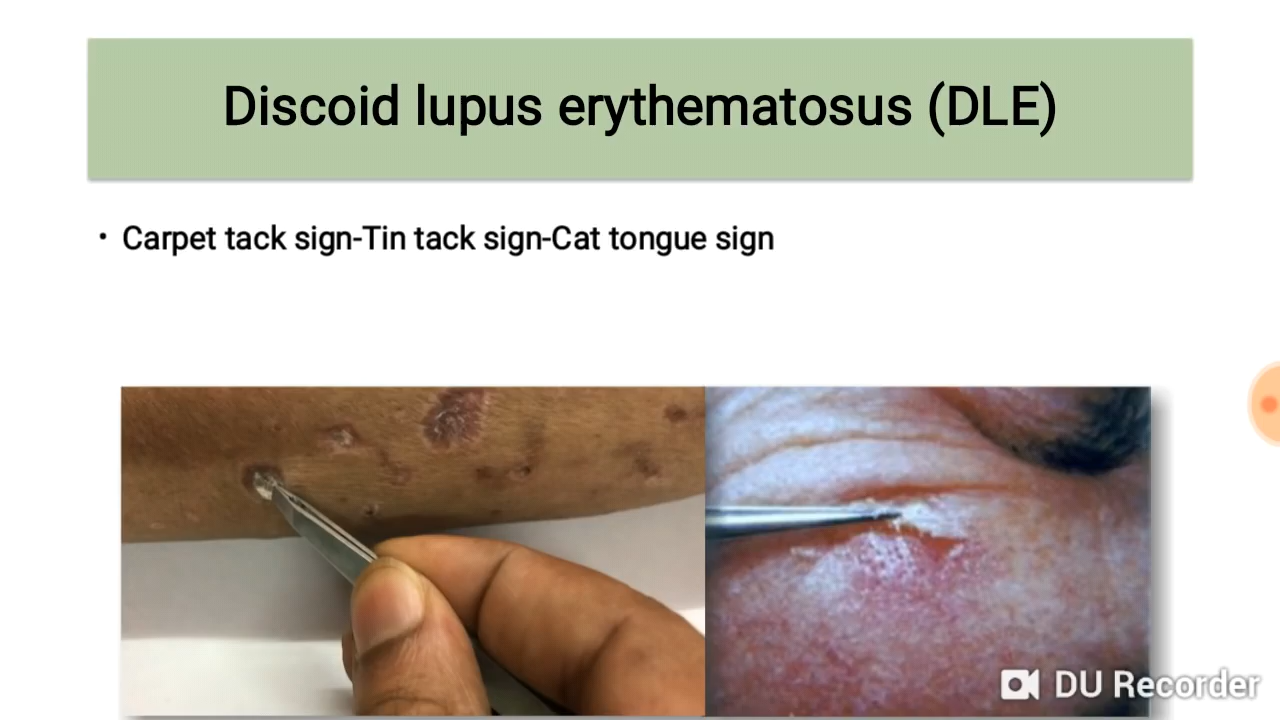 Discoid lupus erythematosus (DLE)
• Carpet tack sign-Tin tack sign-Cat tongue sign
DU Recorder